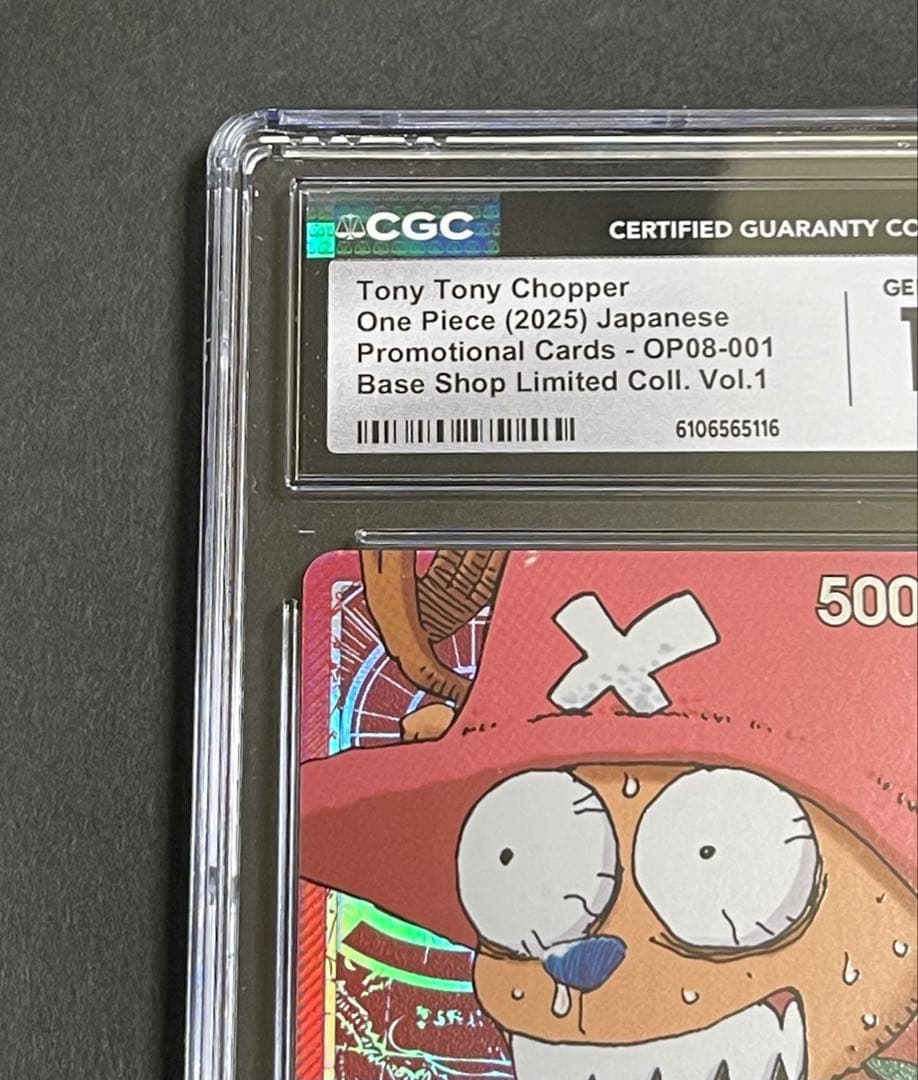 CGC
CERTIFIED GUARANTY CO
Tony Tony Chopper
One Piece (2025) Japanese
Promotional Cards - OP08-001
Base Shop Limited Coll. Vol.1
GE
6106565116
500